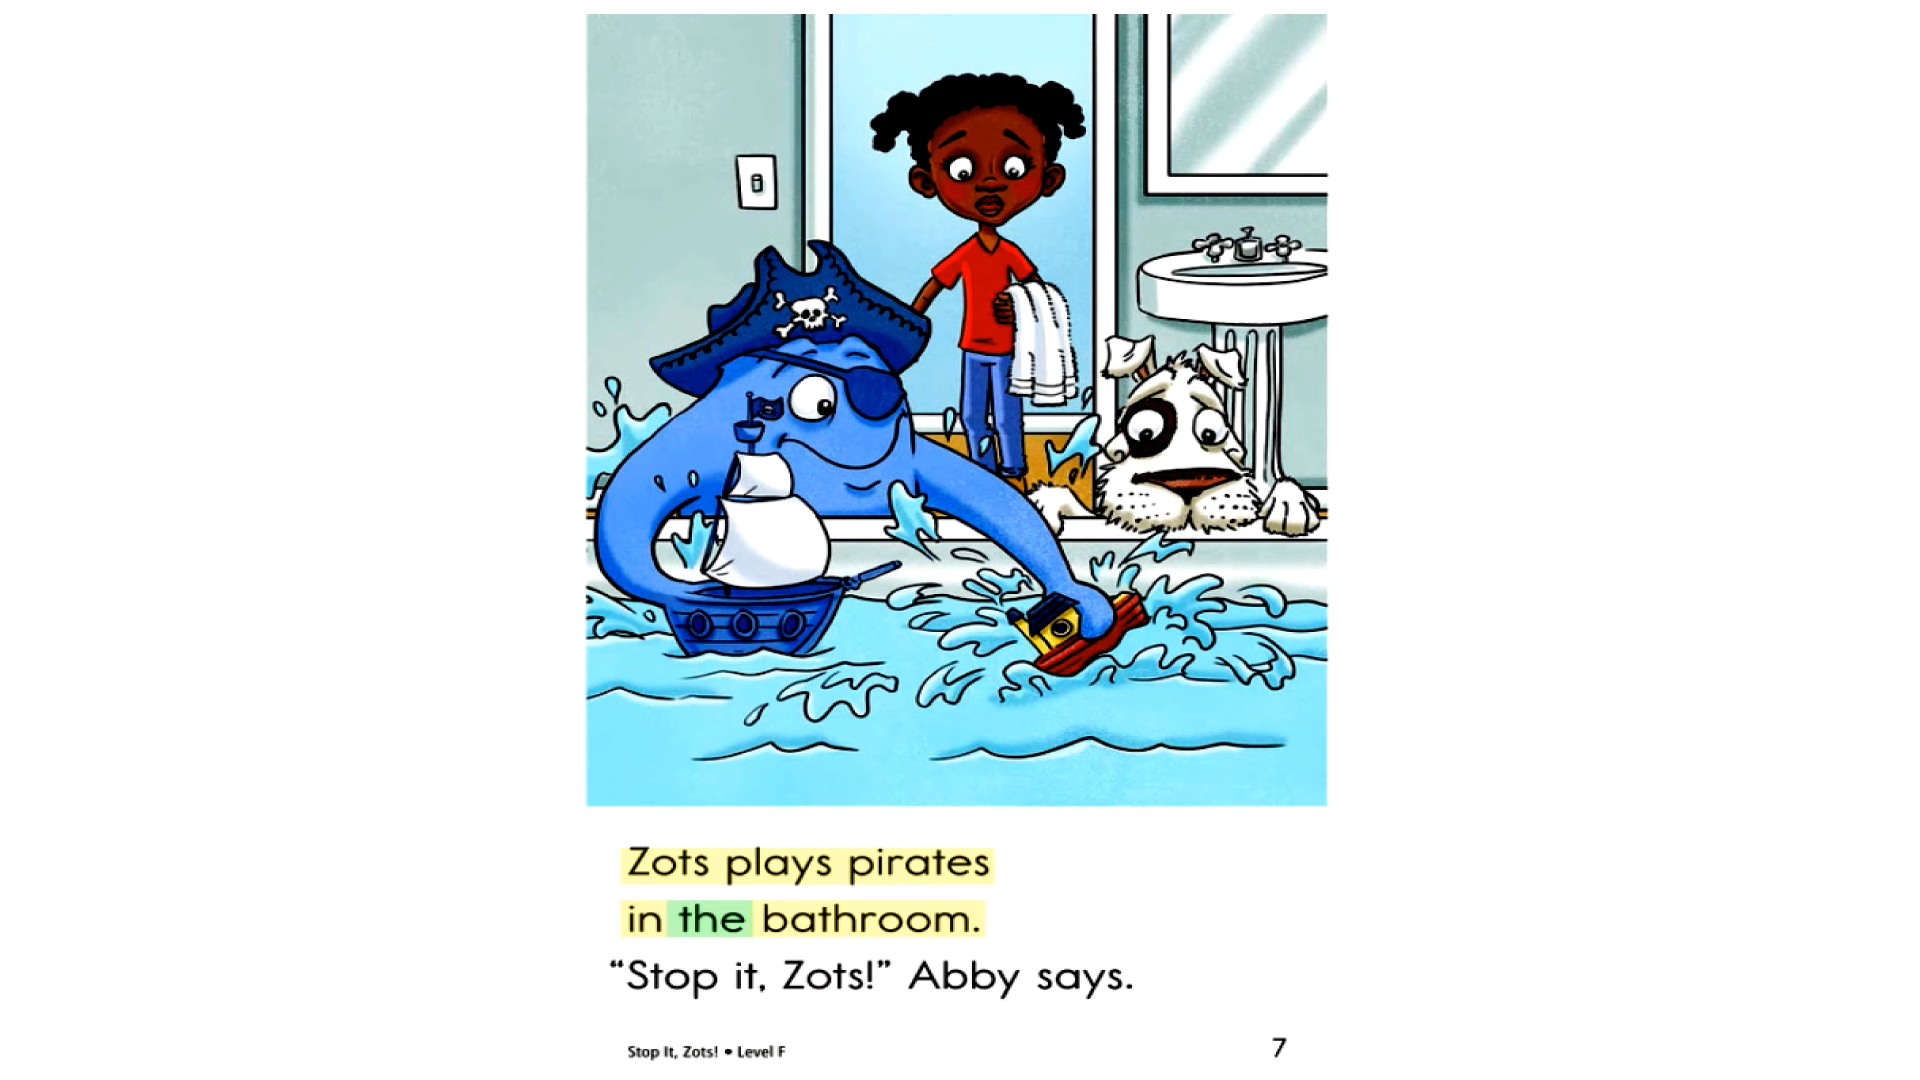 Zots plays pirates
in the bathroom.
“Stop it, Zots!” Abby says.
Stop It, Zots! • Level F
7